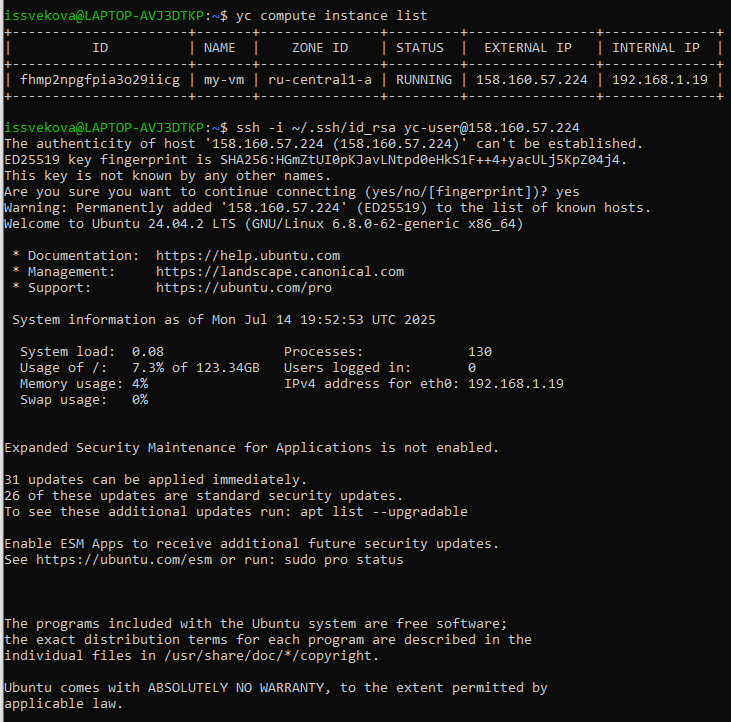 issvekova@LAPTOP-AVJ3DTKP:~$ yc compute instance list
+----------------------+-------+---------------+---------+----------------+--------------+
|          ID          | NAME  |    ZONE ID    | STATUS  |  EXTERNAL IP   | INTERNAL IP  |
+----------------------+-------+---------------+---------+----------------+--------------+
| fhmp2npgfpia3o29iicg | my-vm | ru-central1-a | RUNNING | 158.160.57.224 | 192.168.1.19 |
+----------------------+-------+---------------+---------+----------------+--------------+
issvekova@LAPTOP-AVJ3DTKP:~$ ssh -i ~/.ssh/id_rsa yc-user@158.160.57.224
The authenticity of host '158.160.57.224 (158.160.57.224)' can't be established.
ED25519 key fingerprint is SHA256:HGmZtUI0pKJavLNtpd0eHkS1F++4+yacULj5KpZ04j4.
This key is not known by any other names.
Are you sure you want to continue connecting (yes/no/[fingerprint])? yes
Warning: Permanently added '158.160.57.224' (ED25519) to the list of known hosts.
Welcome to Ubuntu 24.04.2 LTS (GNU/Linux 6.8.0-62-generic x86_64)

 * Documentation:  https://help.ubuntu.com
 * Management:     https://landscape.canonical.com
 * Support:        https://ubuntu.com/pro

 System information as of Mon Jul 14 19:52:53 UTC 2025

  System load:  0.08               Processes:             130
  Usage of /:   7.3% of 123.34GB   Users logged in:       0
  Memory usage: 4%                 IPv4 address for eth0: 192.168.1.19
  Swap usage:   0%

Expanded Security Maintenance for Applications is not enabled.

31 updates can be applied immediately.
26 of these updates are standard security updates.
To see these additional updates run: apt list --upgradable

Enable ESM Apps to receive additional future security updates.
See https://ubuntu.com/esm or run: sudo pro status

The programs included with the Ubuntu system are free software;
the exact distribution terms for each program are described in the
individual files in /usr/share/doc/*/copyright.

Ubuntu comes with ABSOLUTELY NO WARRANTY, to the extent permitted by
applicable law.